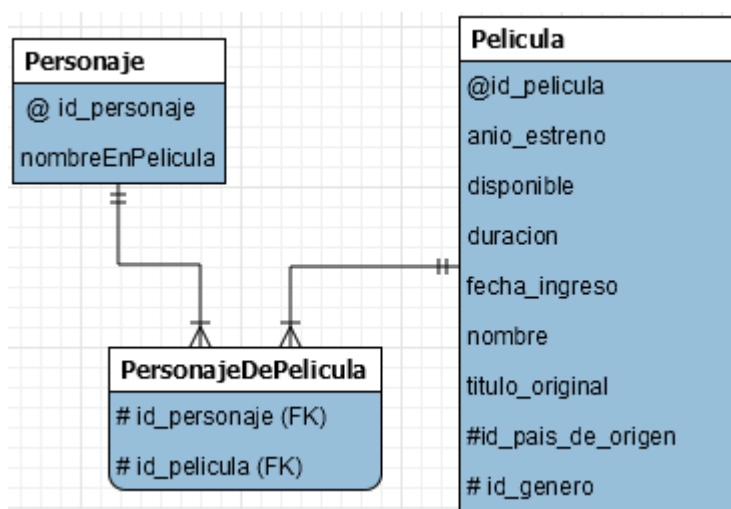 Personaje
@ id_personaje
nombreEnPelicula
Pelicula
@id_pelicula
anio_estreno
disponible
duracion
fecha_ingreso
nombre
titulo_original
#id_pais_de_origen
# id_genero
PersonajeDePelicula
# id_personaje (FK)
# id_pelicula (FK)